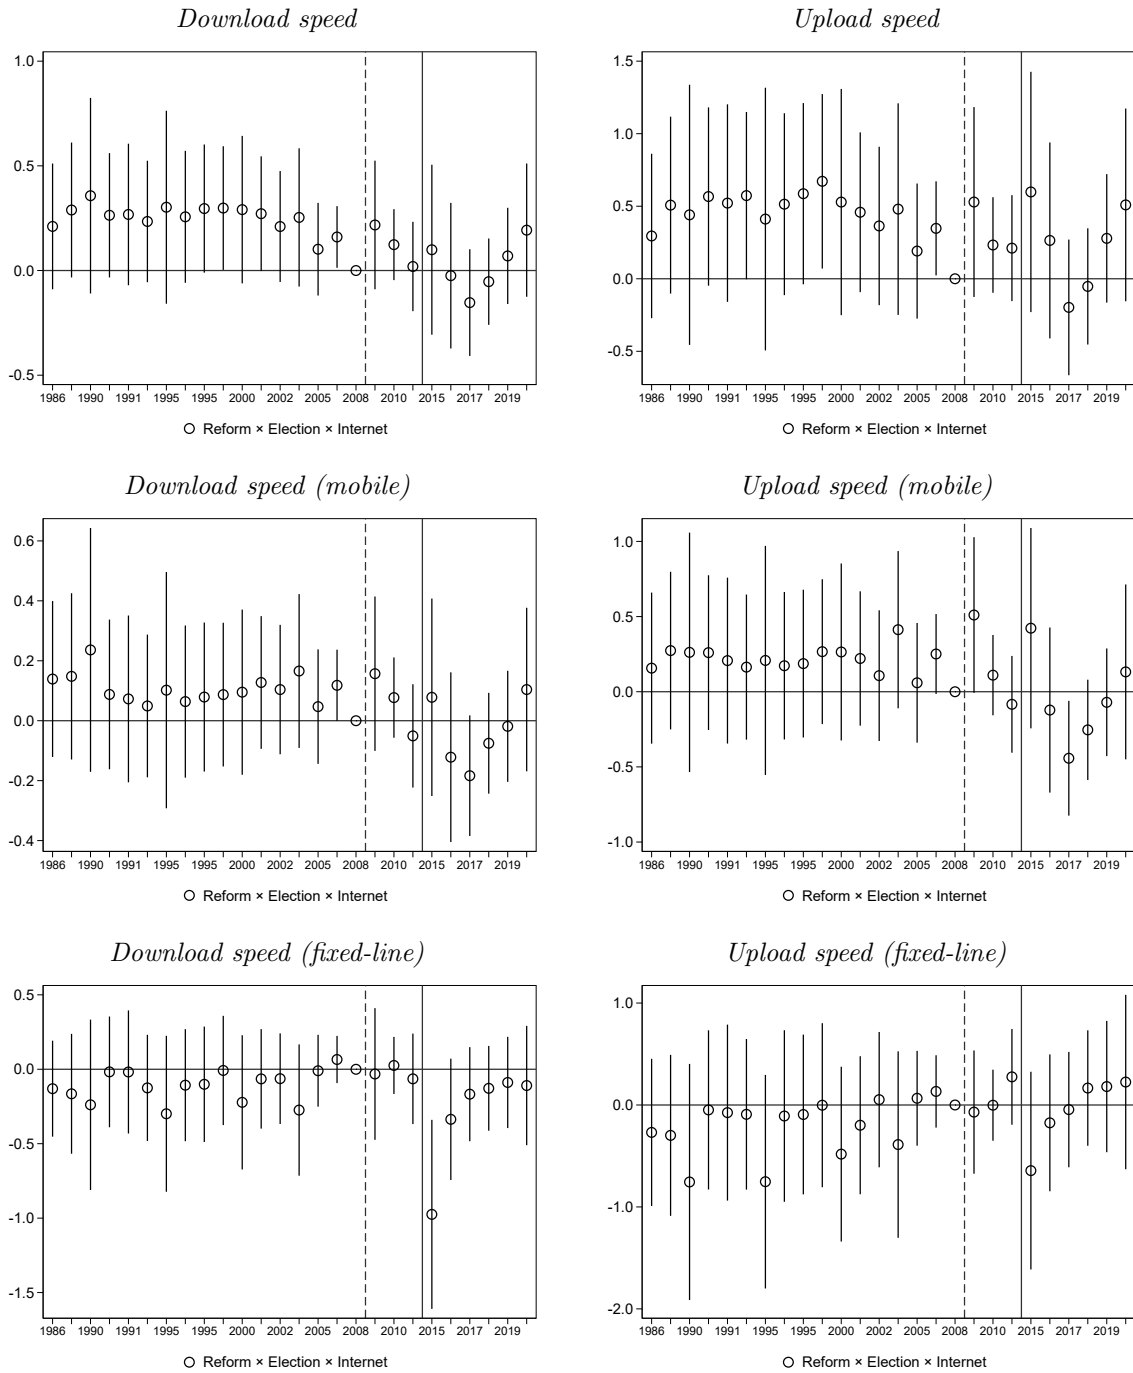 Download speed
1.0
0.5
0.0
-0.5
1986 1990 1991 1995 1995 2000 2002 2005 2008 2010 2015 2017 2019
Reform × Election × Internet
Upload speed
1.5
1.0
0.5
0.0
-0.5
1986 1990 1991 1995 1995 2000 2002 2005 2008 2010 2015 2017 2019
Reform × Election × Internet
Download speed (mobile)
0.6
0.4
0.2
0.0
-0.2
-0.4
1986 1990 1991 1995 1995 2000 2002 2005 2008 2010 2015 2017 2019
Reform × Election × Internet
Upload speed (mobile)
1.0
0.5
0.0
-0.5
-1.0
1986 1990 1991 1995 1995 2000 2002 2005 2008 2010 2015 2017 2019
Reform × Election × Internet
Download speed (fixed-line)
0.5
0.0
-0.5
-1.0
-1.5
1986 1990 1991 1995 1995 2000 2002 2005 2008 2010 2015 2017 2019
Reform × Election × Internet
Upload speed (fixed-line)
1.0
0.0
-1.0
-2.0
1986 1990 1991 1995 1995 2000 2002 2005 2008 2010 2015 2017 2019
Reform × Election × Internet